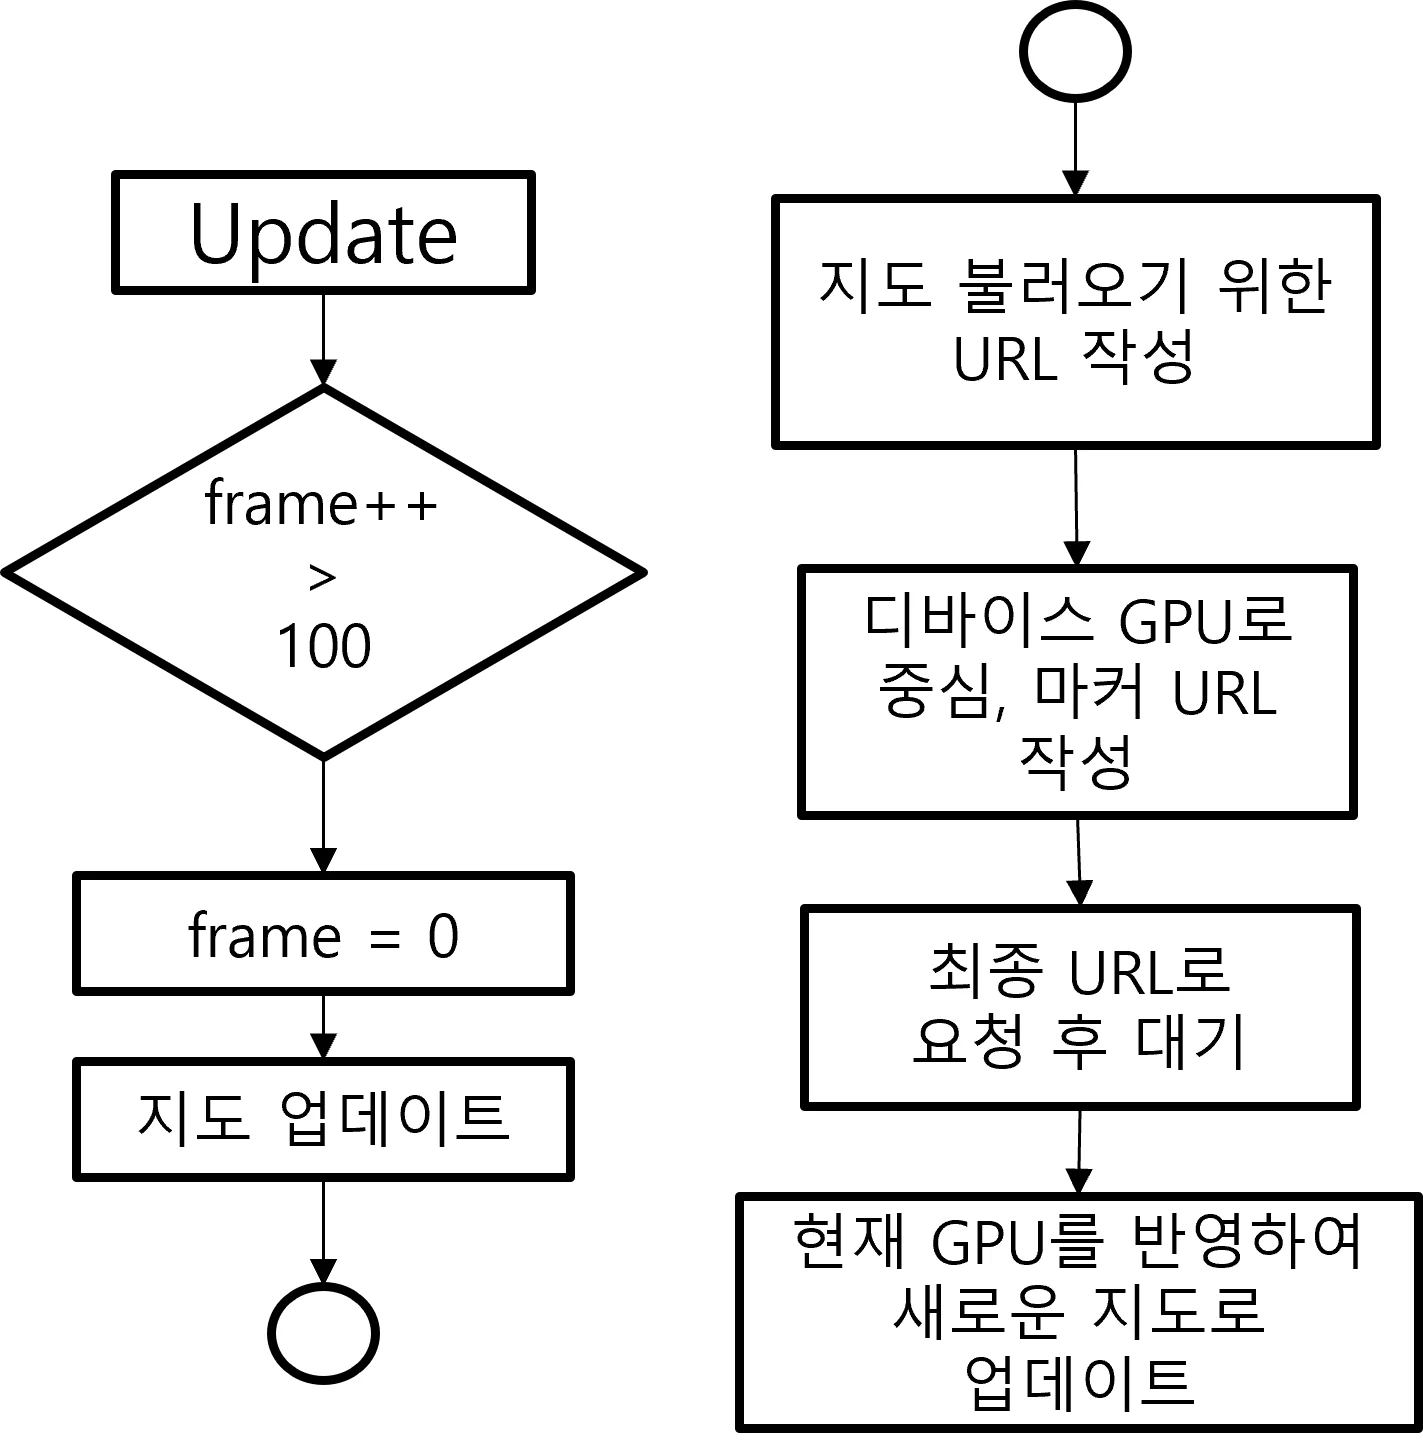 Update
frame++
>
100
frame = 0
지도 업데이트
지도 불러오기 위한
URL 작성
디바이스 GPU로
중심, 마커 URL
작성
최종 URL로
요청 후 대기
현재 GPU를 반영하여
새로운 지도로
업데이트